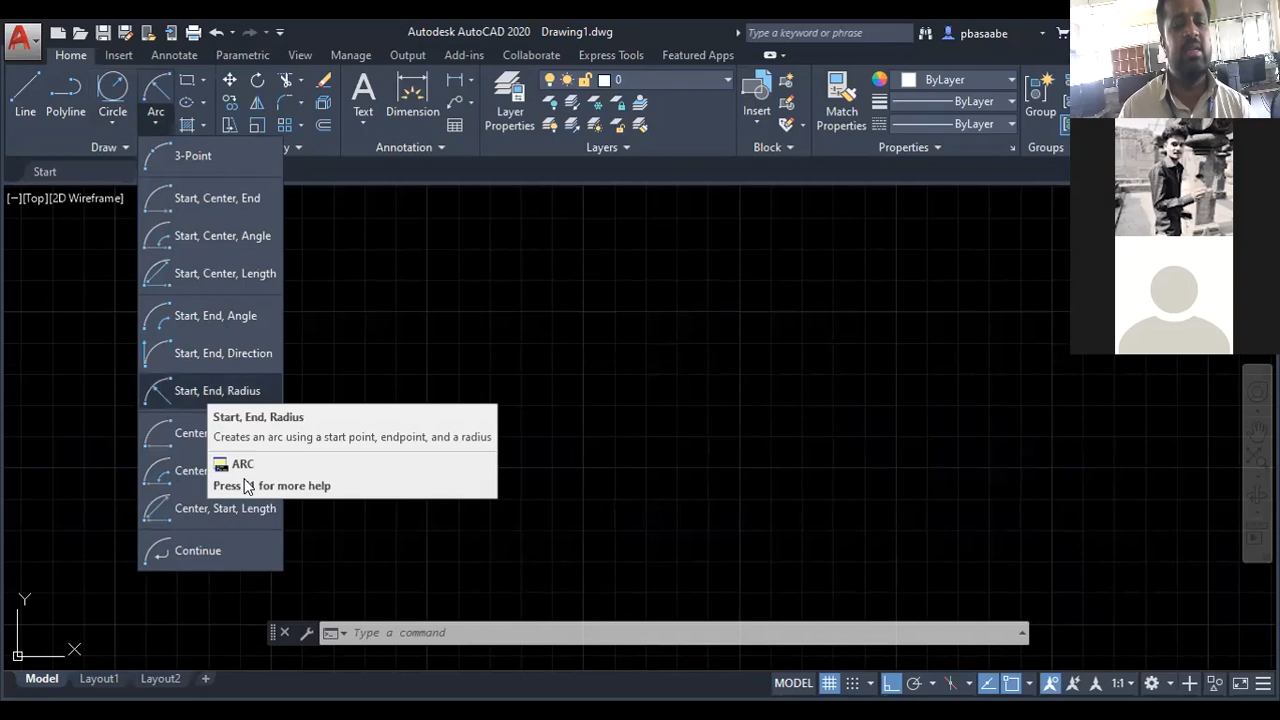 Autodesk AutoCAD 2020 Drawing1.dwg
Type a keyword or phrase
pbasaabe
Home Insert Annotate Parametric View Manage Output Add-ins Collaborate Express Tools Featured Apps
Line Polyline Circle Arc
Text Dimension
Layer Properties
0
Insert
Match Properties
ByLayer
ByLayer
ByLayer
Group
Draw
Annotation
Layers
Block
Properties
Groups
Start
[−][Top][2D Wireframe]
3-Point
Start, Center, End
Start, Center, Angle
Start, Center, Length
Start, End, Angle
Start, End, Direction
Start, End, Radius
Start, End, Radius
Creates an arc using a start point, endpoint, and a radius
ARC
Press for more help
Center
Center
Center, Start, Length
Continue
Y
X
Type a command
Model Layout1 Layout2 +
MODEL
1:1